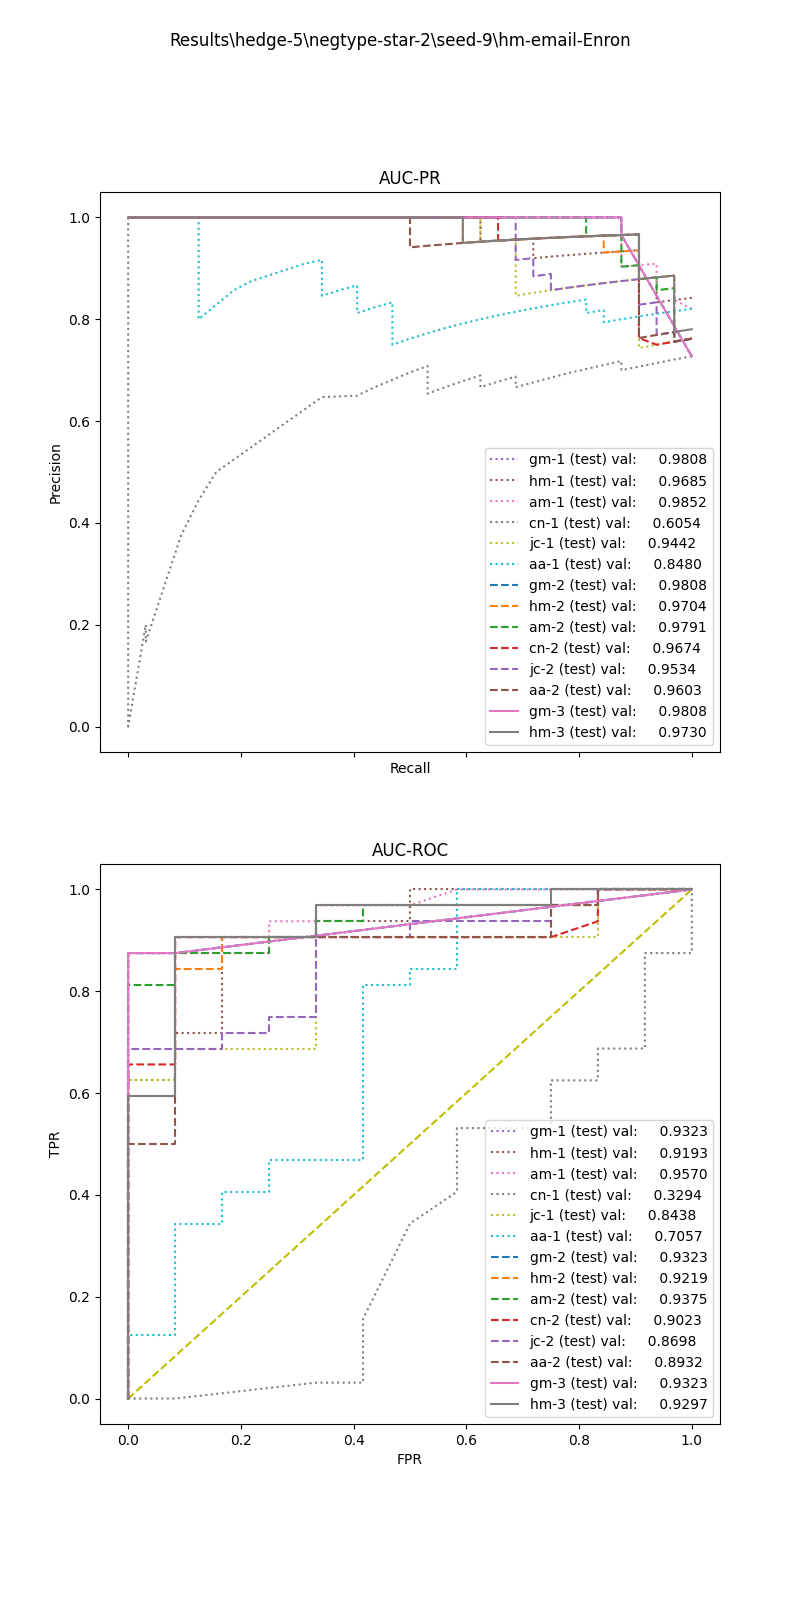 Results\hedge-5\negtype-star-2\seed-9\hm-email-Enron
AUC-PR
1.0
0.8
0.6
0.4
0.2
0.0
Precision
gm-1 (test) val: 0.9808
hm-1 (test) val: 0.9685
am-1 (test) val: 0.9852
cn-1 (test) val: 0.6054
jc-1 (test) val: 0.9442
aa-1 (test) val: 0.8480
gm-2 (test) val: 0.9808
hm-2 (test) val: 0.9704
am-2 (test) val: 0.9791
cn-2 (test) val: 0.9674
jc-2 (test) val: 0.9534
aa-2 (test) val: 0.9603
gm-3 (test) val: 0.9808
hm-3 (test) val: 0.9730
Recall
AUC-ROC
1.0
0.8
0.6
0.4
0.2
0.0
TPR
gm-1 (test) val: 0.9323
hm-1 (test) val: 0.9193
am-1 (test) val: 0.9570
cn-1 (test) val: 0.3294
jc-1 (test) val: 0.8438
aa-1 (test) val: 0.7057
gm-2 (test) val: 0.9323
hm-2 (test) val: 0.9219
am-2 (test) val: 0.9375
cn-2 (test) val: 0.9023
jc-2 (test) val: 0.8698
aa-2 (test) val: 0.8932
gm-3 (test) val: 0.9323
hm-3 (test) val: 0.9297
0.0 0.2 0.4 0.6 0.8 1.0
FPR